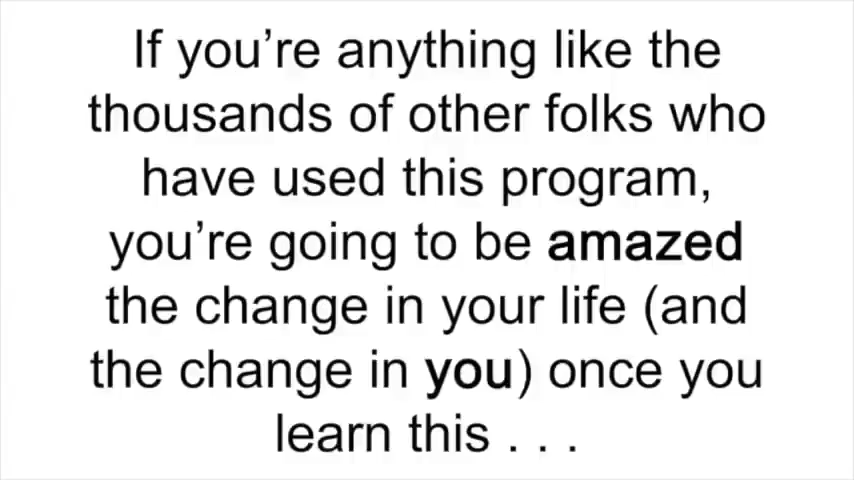 If you’re anything like the
thousands of other folks who
have used this program,
you’re going to be amazed
the change in your life (and
the change in you) once you
learn this . . .